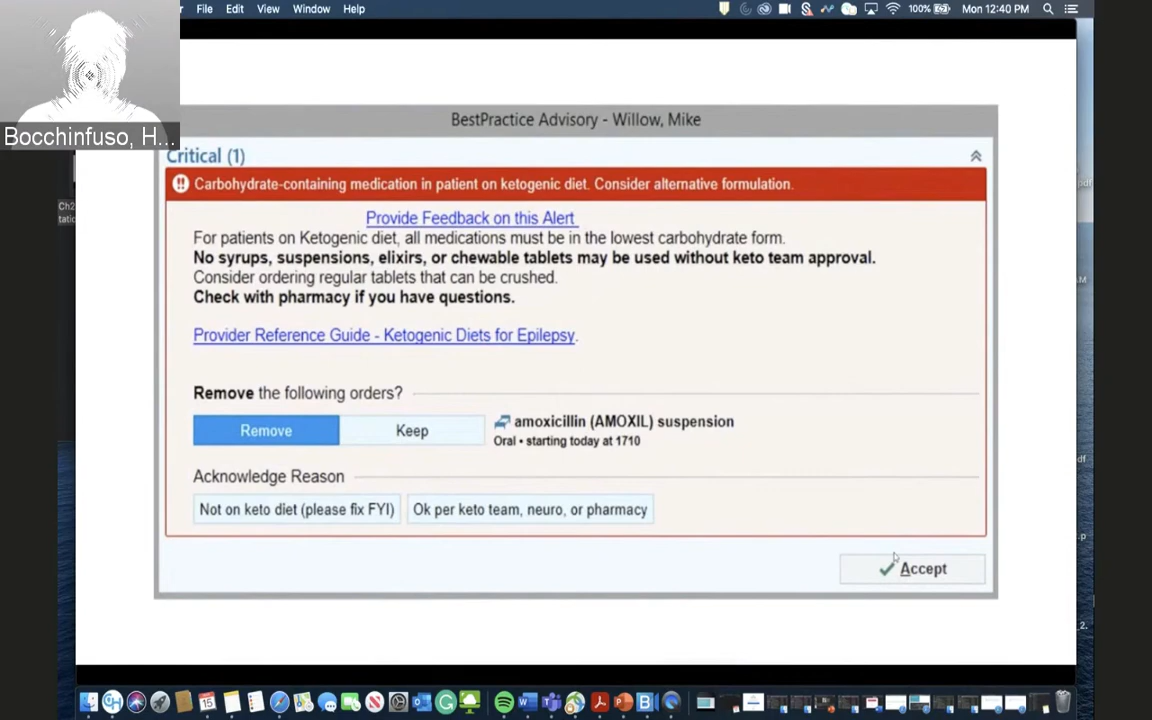 File Edit View Window Help
100% Mon 12:40 PM
Bocchinfuso, H...
BestPractice Advisory - Willow, Mike
Critical (1)
Carbohydrate-containing medication in patient on ketogenic diet. Consider alternative formulation.
Provide Feedback on this Alert
For patients on Ketogenic diet, all medications must be in the lowest carbohydrate form.
No syrups, suspensions, elixirs, or chewable tablets may be used without keto team approval.
Consider ordering regular tablets that can be crushed.
Check with pharmacy if you have questions.
Provider Reference Guide - Ketogenic Diets for Epilepsy.
Remove the following orders?
Remove Keep amoxicillin (AMOXIL) suspension
Oral • starting today at 1710
Acknowledge Reason
Not on keto diet (please fix FYI) Ok per keto team, neuro, or pharmacy
Accept